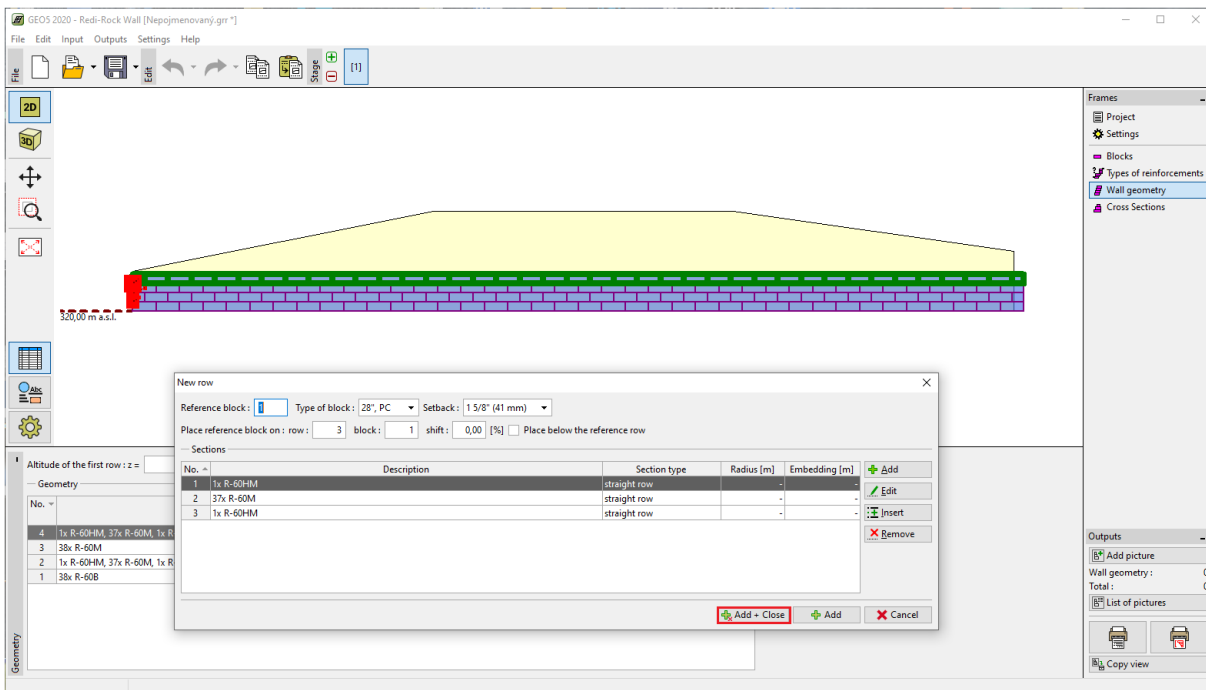 GEO5 2020 - Redi-Rock Wall [Nepojmenovaný.grr *]
File Edit Input Outputs Settings Help
File
Edit
Stage
[1]
2D
3D
320,00 m a.s.l.
Abc
Frames
Project
Settings
Blocks
Types of reinforcements
Wall geometry
Cross Sections
New row
Reference block : 1 Type of block : 28", PC Setback : 1 5/8" (41 mm)
Place reference block on : row : 3 block : 1 shift : 0,00 [%] Place below the reference row
Sections
No. Description Section type Radius [m] Embedding [m]
1 1x R-60HM straight row - -
2 37x R-60M straight row - -
3 1x R-60HM straight row - -
Add
Edit
Insert
Remove
Add + Close Add Cancel
Altitude of the first row : z =
Geometry
No.
4 1x R-60HM, 37x R-60M, 1x R
3 38x R-60M
2 1x R-60HM, 37x R-60M, 1x R
1 38x R-60B
Geometry
Outputs
Add picture
Wall geometry : 0
Total : 0
List of pictures
Copy view